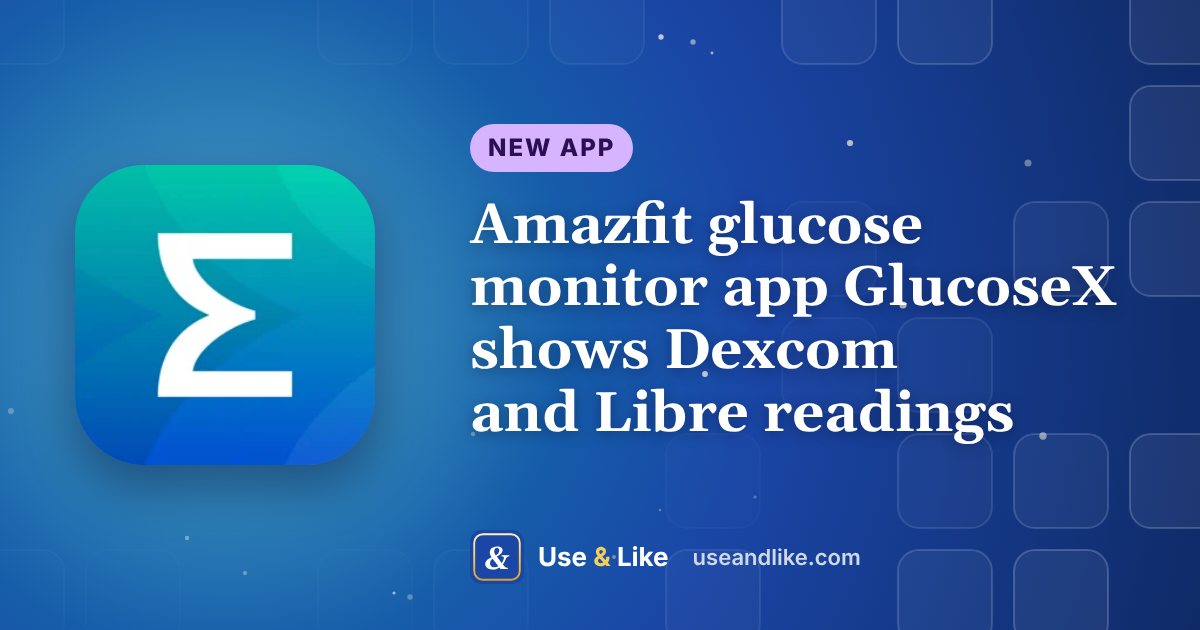 NEW APP
Amazfit glucose
monitor app GlucoseX
shows Dexcom
and Libre readings
& Use & Like useandlike.com